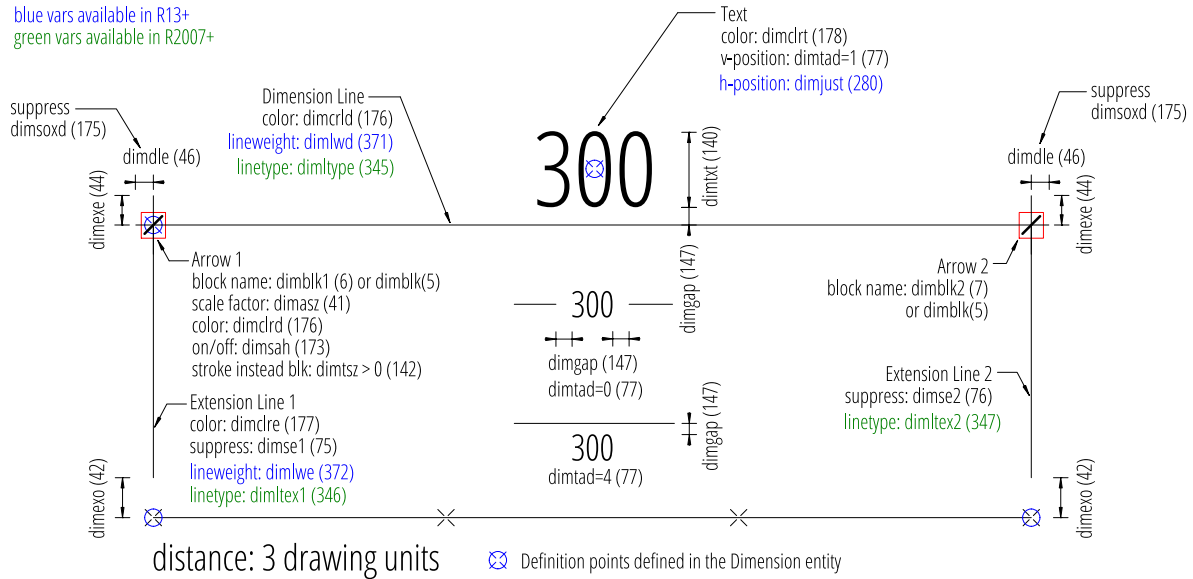 blue vars available in R13+
green vars available in R2007+
Text
color: dimclrt (178)
v-position: dimtad=1 (77)
h-position: dimjust (280)
suppress
dimsoxd (175)
Dimension Line
color: dimcrld (176)
lineweight: dimlwd (371)
linetype: dimltype (345)
suppress
dimsoxd (175)
dimdle (46)
dimexe (44)
300
dimtxt (140)
dimgap (147)
dimdle (46)
dimexe (44)
Arrow 1
block name: dimblk1 (6) or dimblk(5)
scale factor: dimasz (41)
color: dimclrd (176)
on/off: dimsah (173)
stroke instead blk: dimtsz > 0 (142)
300
dimgap (147)
dimtad=0 (77)
Arrow 2
block name: dimblk2 (7)
or dimblk(5)
Extension Line 1
color: dimclre (177)
suppress: dimse1 (75)
lineweight: dimlwe (372)
linetype: dimltex1 (346)
300
dimtad=4 (77)
dimgap (147)
Extension Line 2
suppress: dimse2 (76)
linetype: dimltex2 (347)
dimexo (42)
dimexo (42)
distance: 3 drawing units
Definition points defined in the Dimension entity